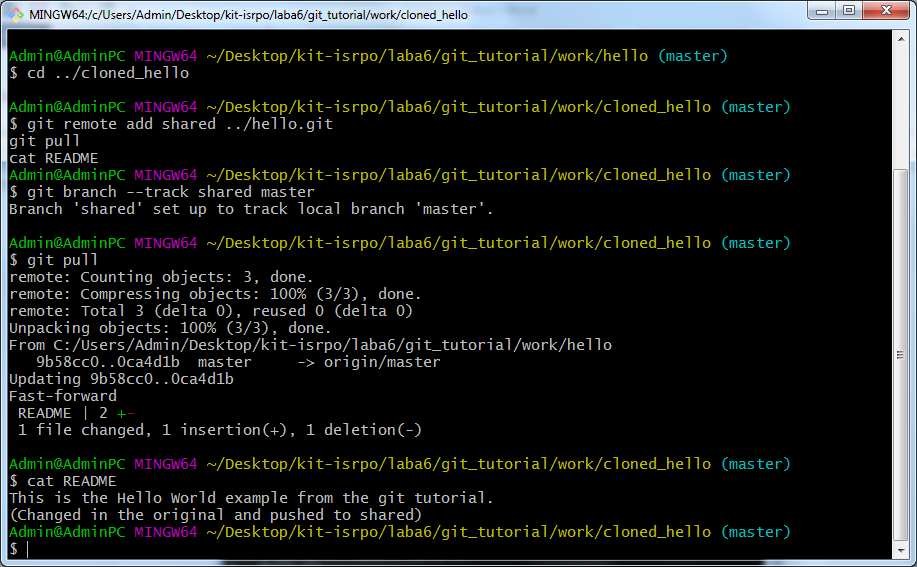 MINGW64:/c/Users/Admin/Desktop/kit-isrpo/laba6/git_tutorial/work/cloned_hello
Admin@AdminPC MINGW64 ~/Desktop/kit-isrpo/laba6/git_tutorial/work/hello (master)
$ cd ../cloned_hello
Admin@AdminPC MINGW64 ~/Desktop/kit-isrpo/laba6/git_tutorial/work/cloned_hello (master)
$ git remote add shared ../hello.git
git pull
cat README
Admin@AdminPC MINGW64 ~/Desktop/kit-isrpo/laba6/git_tutorial/work/cloned_hello (master)
$ git branch --track shared master
Branch 'shared' set up to track local branch 'master'.
Admin@AdminPC MINGW64 ~/Desktop/kit-isrpo/laba6/git_tutorial/work/cloned_hello (master)
$ git pull
remote: Counting objects: 3, done.
remote: Compressing objects: 100% (3/3), done.
remote: Total 3 (delta 0), reused 0 (delta 0)
Unpacking objects: 100% (3/3), done.
From C:/Users/Admin/Desktop/kit-isrpo/laba6/git_tutorial/work/hello
   9b58cc0..0ca4d1b  master     -> origin/master
Updating 9b58cc0..0ca4d1b
Fast-forward
 README | 2 +-
 1 file changed, 1 insertion(+), 1 deletion(-)
Admin@AdminPC MINGW64 ~/Desktop/kit-isrpo/laba6/git_tutorial/work/cloned_hello (master)
$ cat README
This is the Hello World example from the git tutorial.
(Changed in the original and pushed to shared)
Admin@AdminPC MINGW64 ~/Desktop/kit-isrpo/laba6/git_tutorial/work/cloned_hello (master)
$